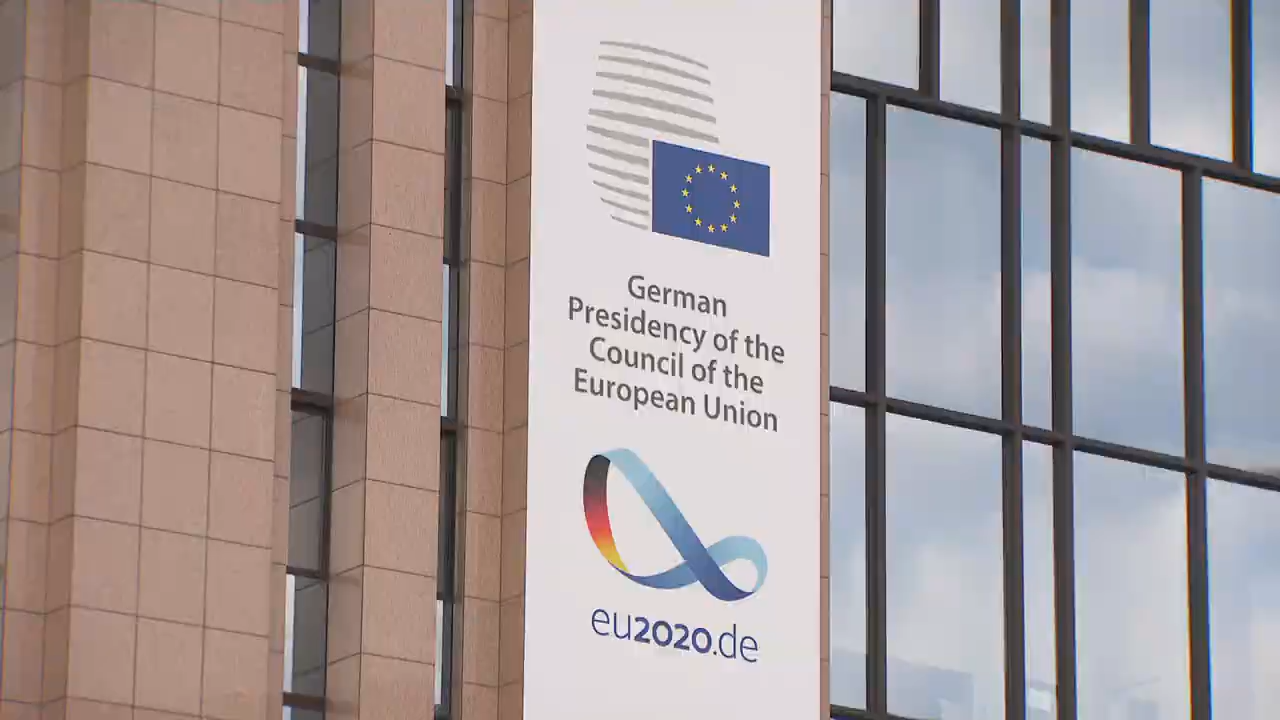 German
Presidency of the
Council of the
European Union
eu2020.de